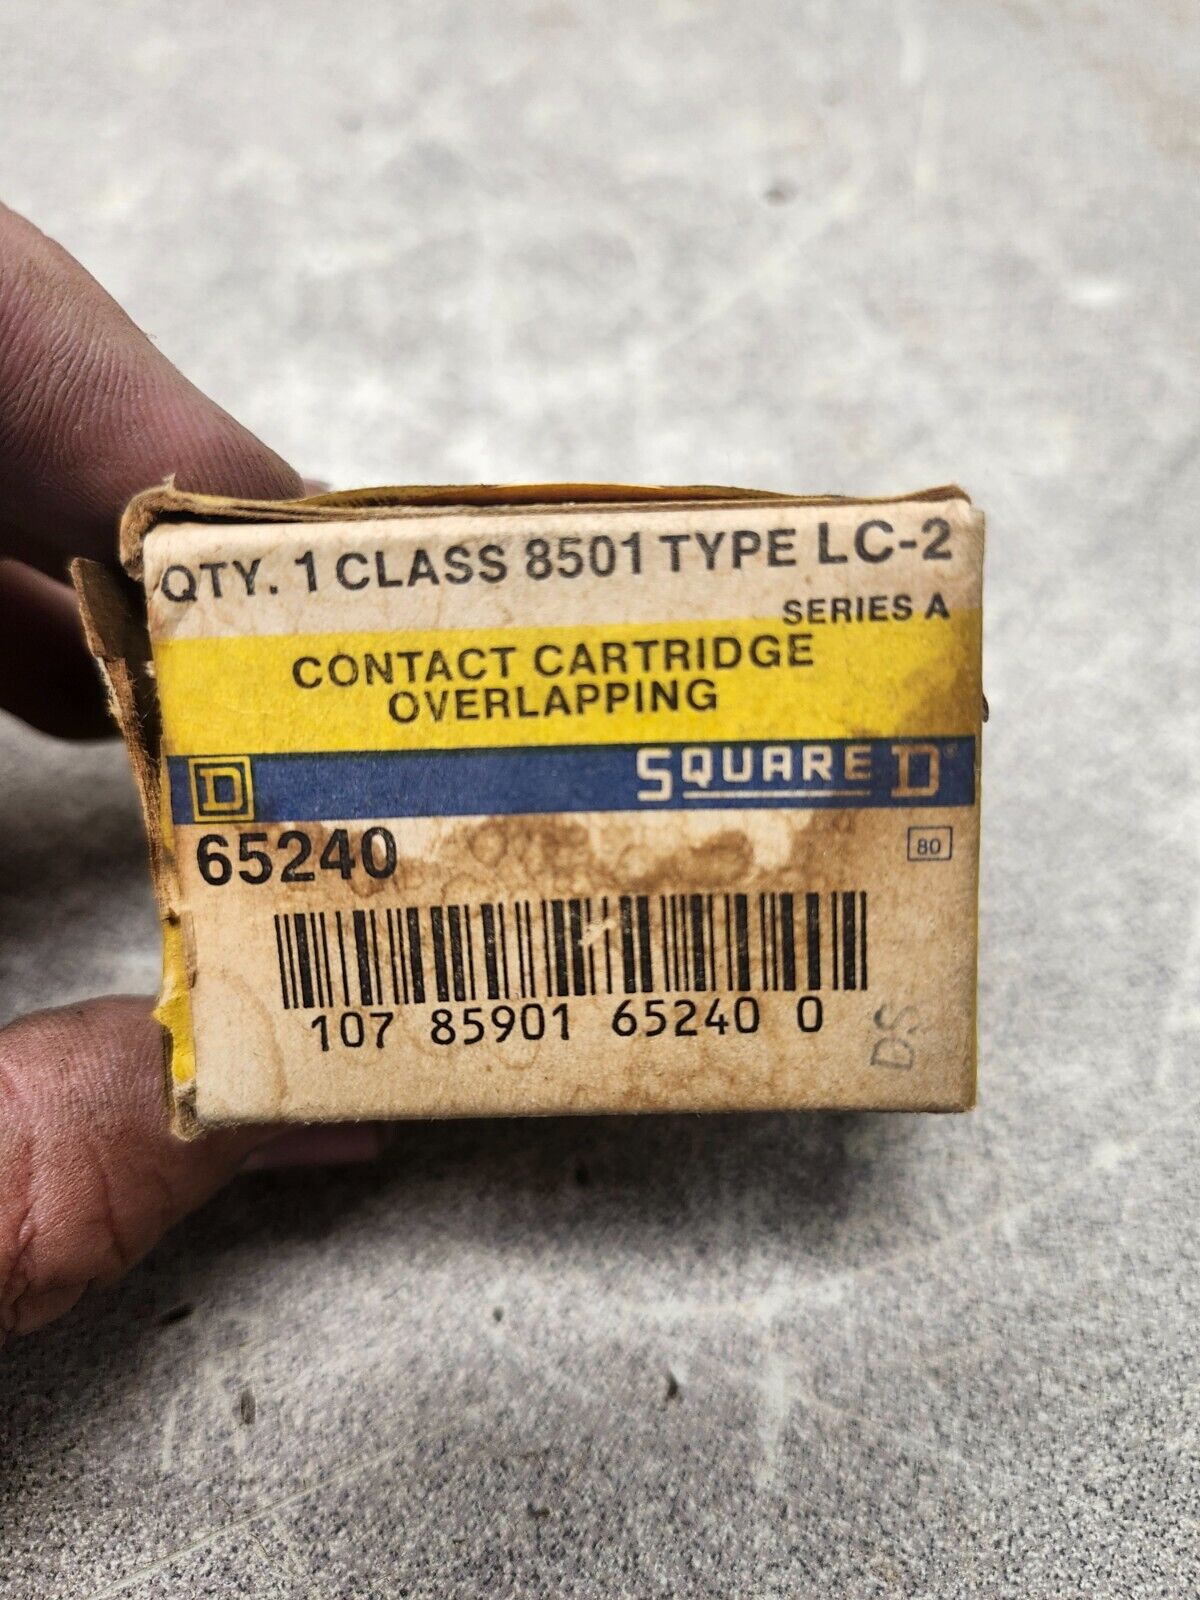 QTY. 1 CLASS 8501 TYPE LC-2
SERIES A
CONTACT CARTRIDGE
OVERLAPPING
D SQUARE D®
65240
80
107 85901 65240 0
DS